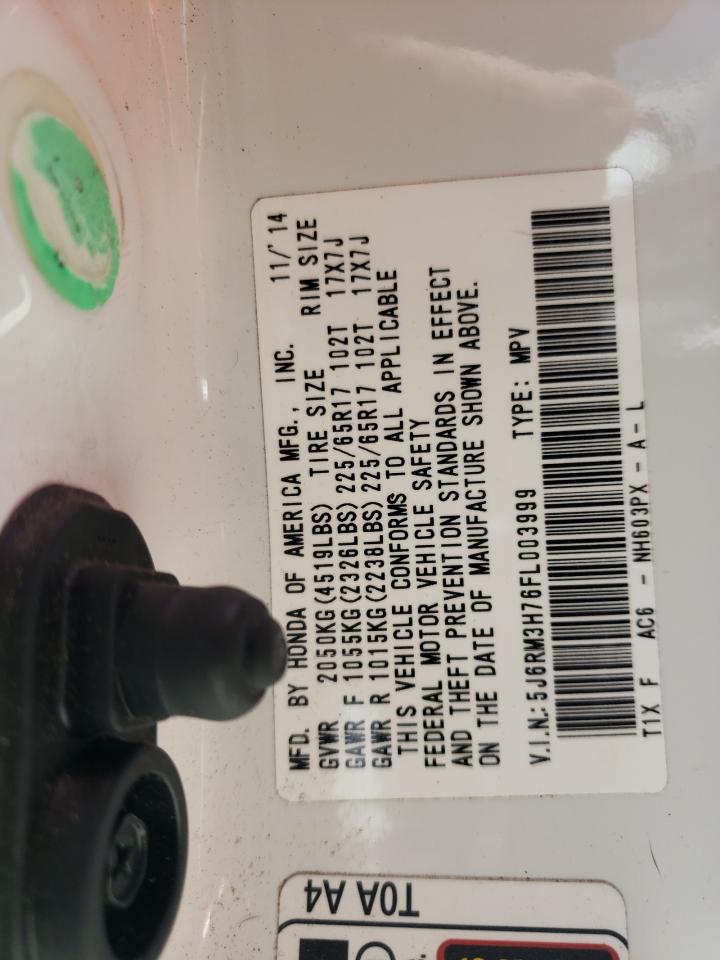 MFD. BY HONDA OF AMERICA MFG., INC. 11/'14
GVWR 2050KG(4519LBS) TIRE SIZE RIM SIZE
GAWR F 1055KG(2326LBS) 225/65R17 102T 17X7J
GAWR R 1015KG(2238LBS) 225/65R17 102T 17X7J
THIS VEHICLE CONFORMS TO ALL APPLICABLE
FEDERAL MOTOR VEHICLE SAFETY
AND THEFT PREVENTION STANDARDS IN EFFECT
ON THE DATE OF MANUFACTURE SHOWN ABOVE.
V.I.N.:5J6RM3H76FL003999 TYPE: MPV
T1X F AC6 - NH603PX - A - L
T0A A4